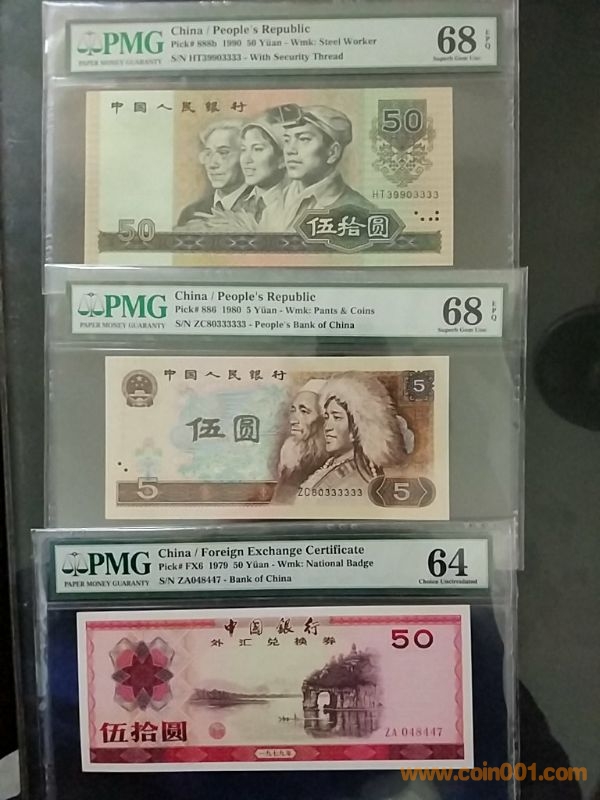 PMG
PAPER MONEY GUARANTY
China / People's Republic
Pick# 888b 1990 50 Yüan - Wmk: Steel Worker
S/N HT39903333 - With Security Thread
68 EPQ
Superb Gem Unc
中国人民银行
50
HT39903333
50
伍拾圆
PMG
PAPER MONEY GUARANTY
China / People's Republic
Pick# 886 1980 5 Yüan - Wmk: Pants & Coins
S/N ZC80333333 - People's Bank of China
68 EPQ
Superb Gem Unc
中国人民银行
5
伍圆
ZC80333333
5
5
PMG
PAPER MONEY GUARANTY
China / Foreign Exchange Certificate
Pick# FX6 1979 50 Yüan - Wmk: National Badge
S/N ZA048447 - Bank of China
64
Choice Uncirculated
中国银行
外汇兑换券
50
伍拾圆
ZA 048447
一九七九年
www.coin001.com